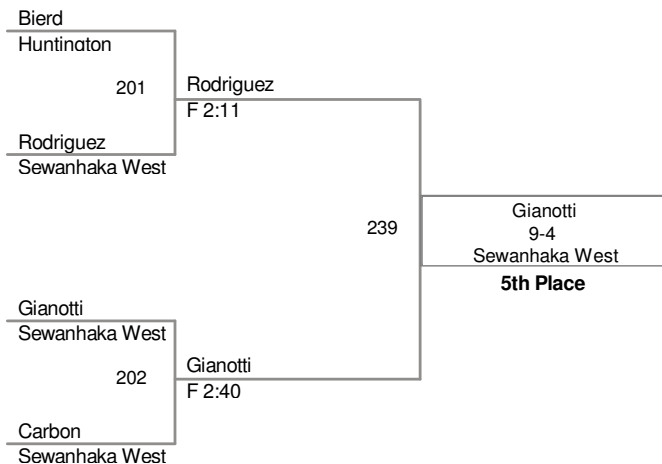 Bierd
Huntington
201
Rodriguez
F 2:11
Rodriguez
Sewanhaka West
239
Gianotti
9-4
Sewanhaka West
5th Place
Gianotti
Sewanhaka West
202
Gianotti
F 2:40
Carbon
Sewanhaka West